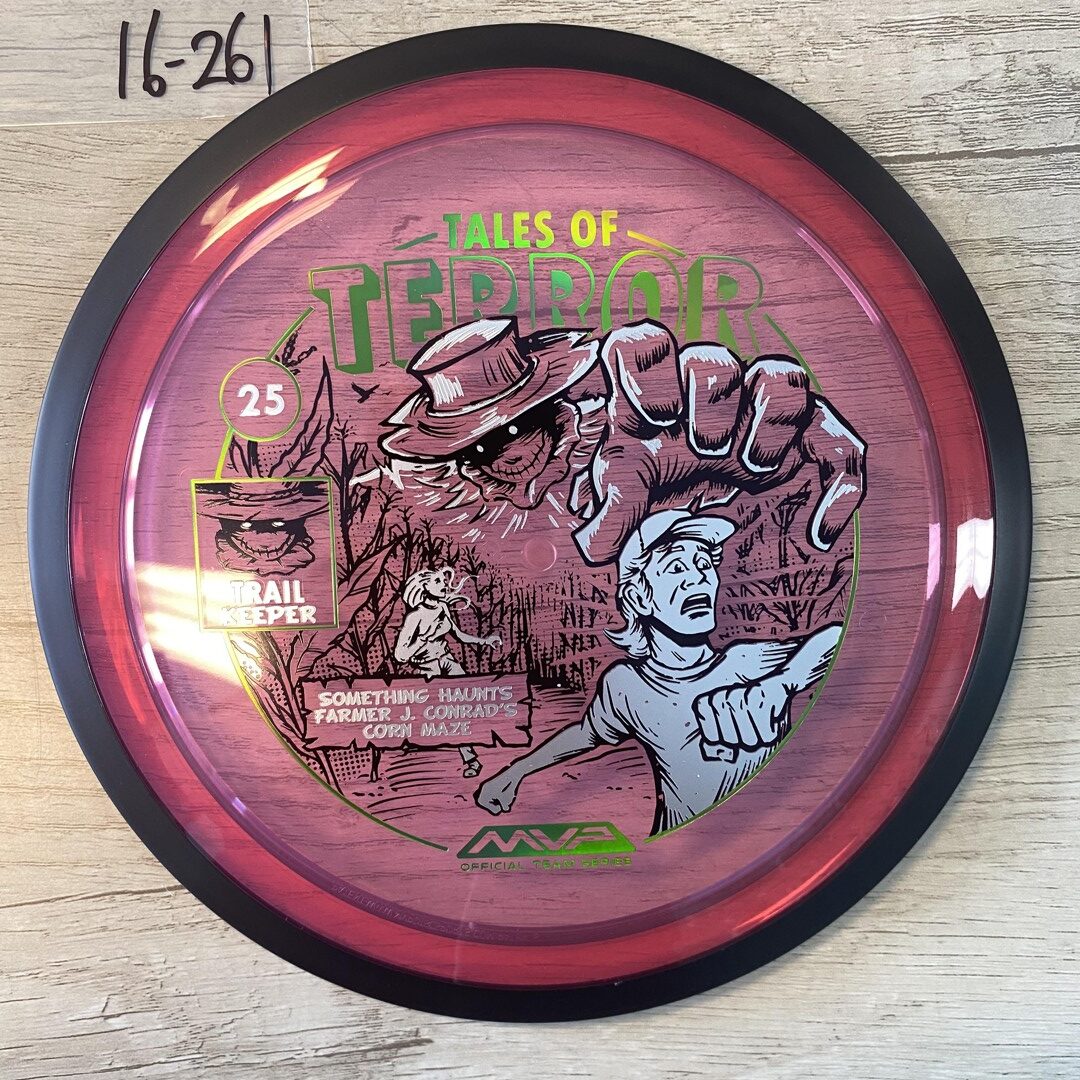 16-261
TALES OF
TERROR
25
TRAIL
KEEPER
SOMETHING HAUNTS
FARMER J. CONRAD'S
CORN MAZE
MVP
OFFICIAL TEAM SERIES